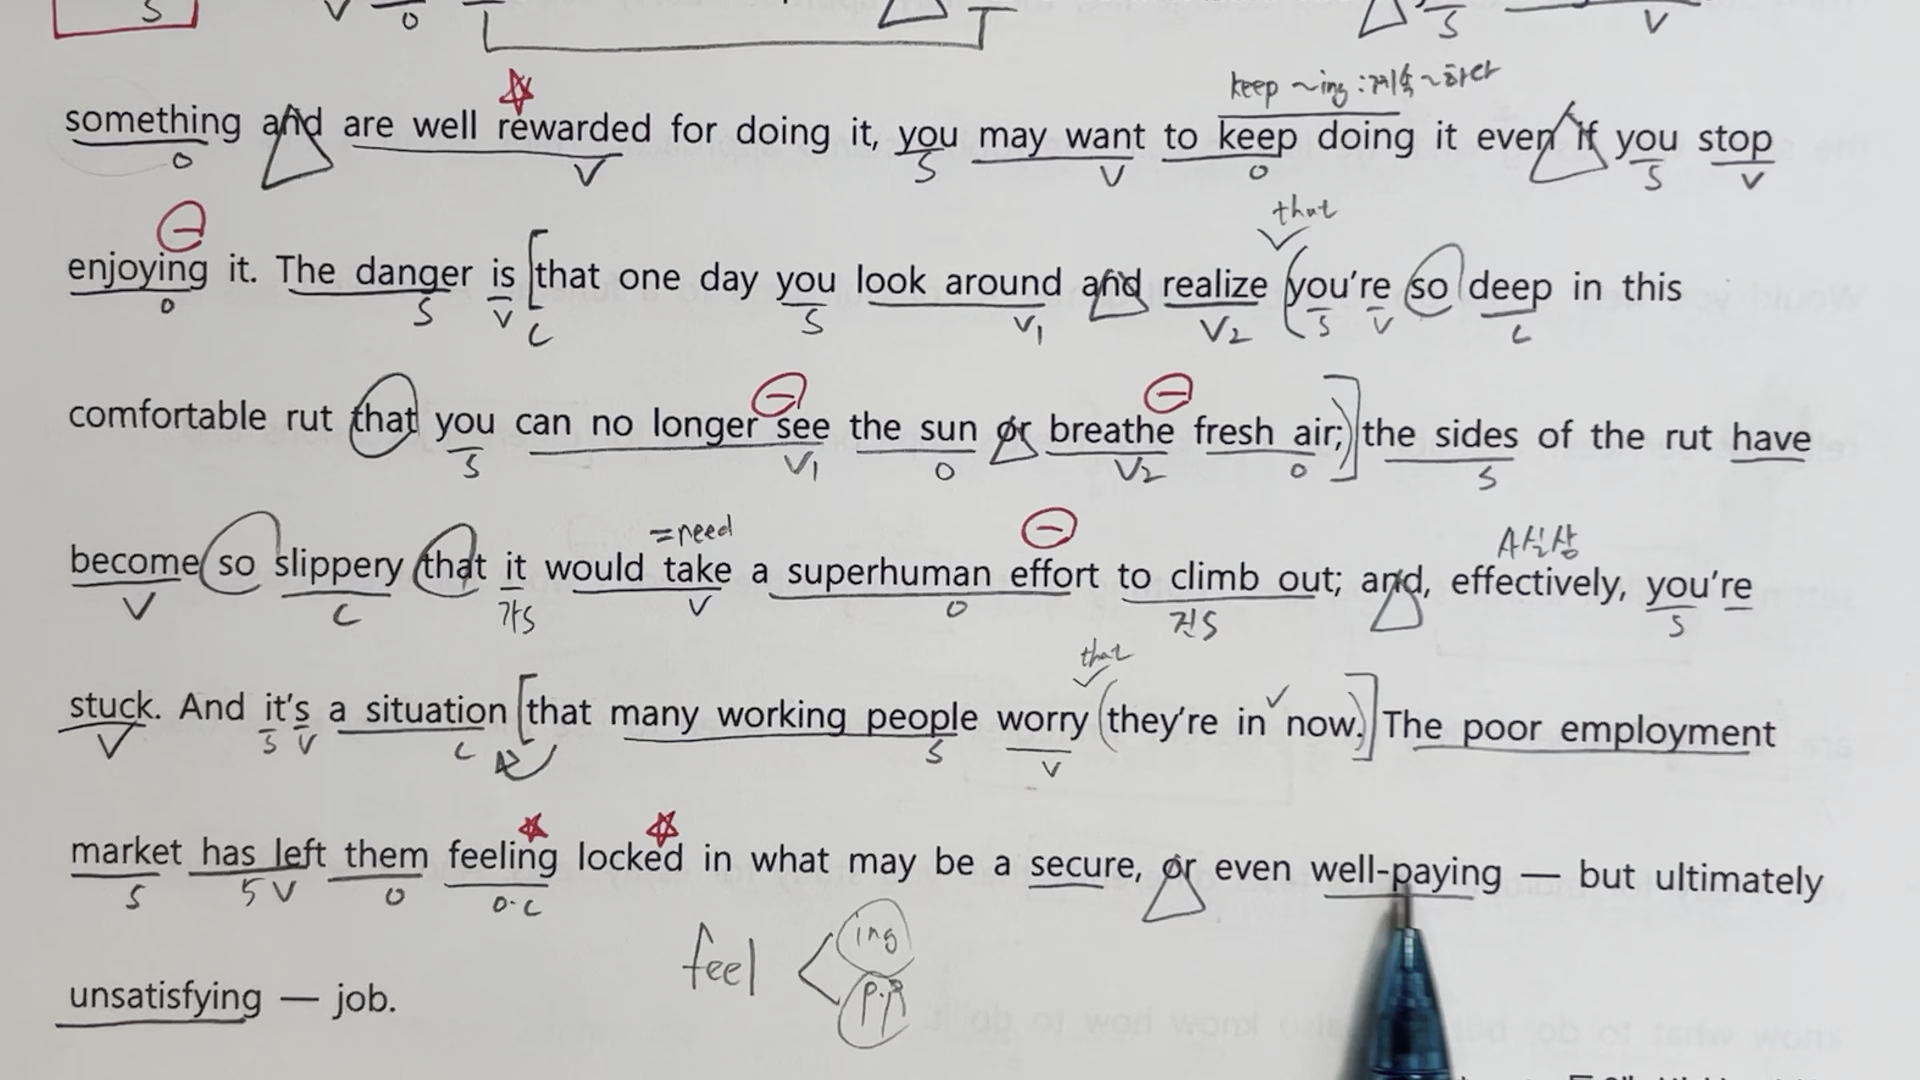 S V O S V
keep ~ing : 계속 ~하다
something and are well rewarded for doing it, you may want to keep doing it even if you stop
O V S V O S V
that
enjoying it. The danger is [that one day you look around and realize (you're so deep in this
O S V C S V1 V2 S V C
comfortable rut that you can no longer see the sun or breathe fresh air;)] the sides of the rut have
S V1 O V2 O S
=need
become so slippery that it would take a superhuman effort to climb out; and, effectively, you're
V C 가S V O 진S S
that
stuck. And it's a situation [that many working people worry (they're in now.)] The poor employment
V S V C S V
market has left them feeling locked in what may be a secure, or even well-paying — but ultimately
S 5V O O·C
feel < ing
p.p
unsatisfying — job.